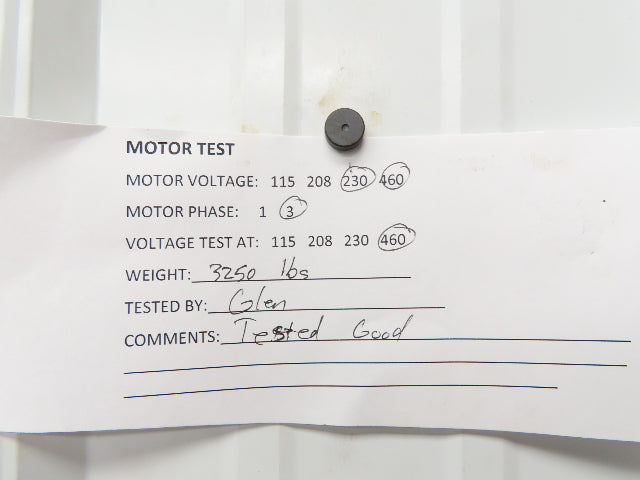 MOTOR TEST
MOTOR VOLTAGE: 115 208 230 460
MOTOR PHASE: 1 3
VOLTAGE TEST AT: 115 208 230 460
WEIGHT: 3250 lbs
TESTED BY: Glen
COMMENTS: Tested Good